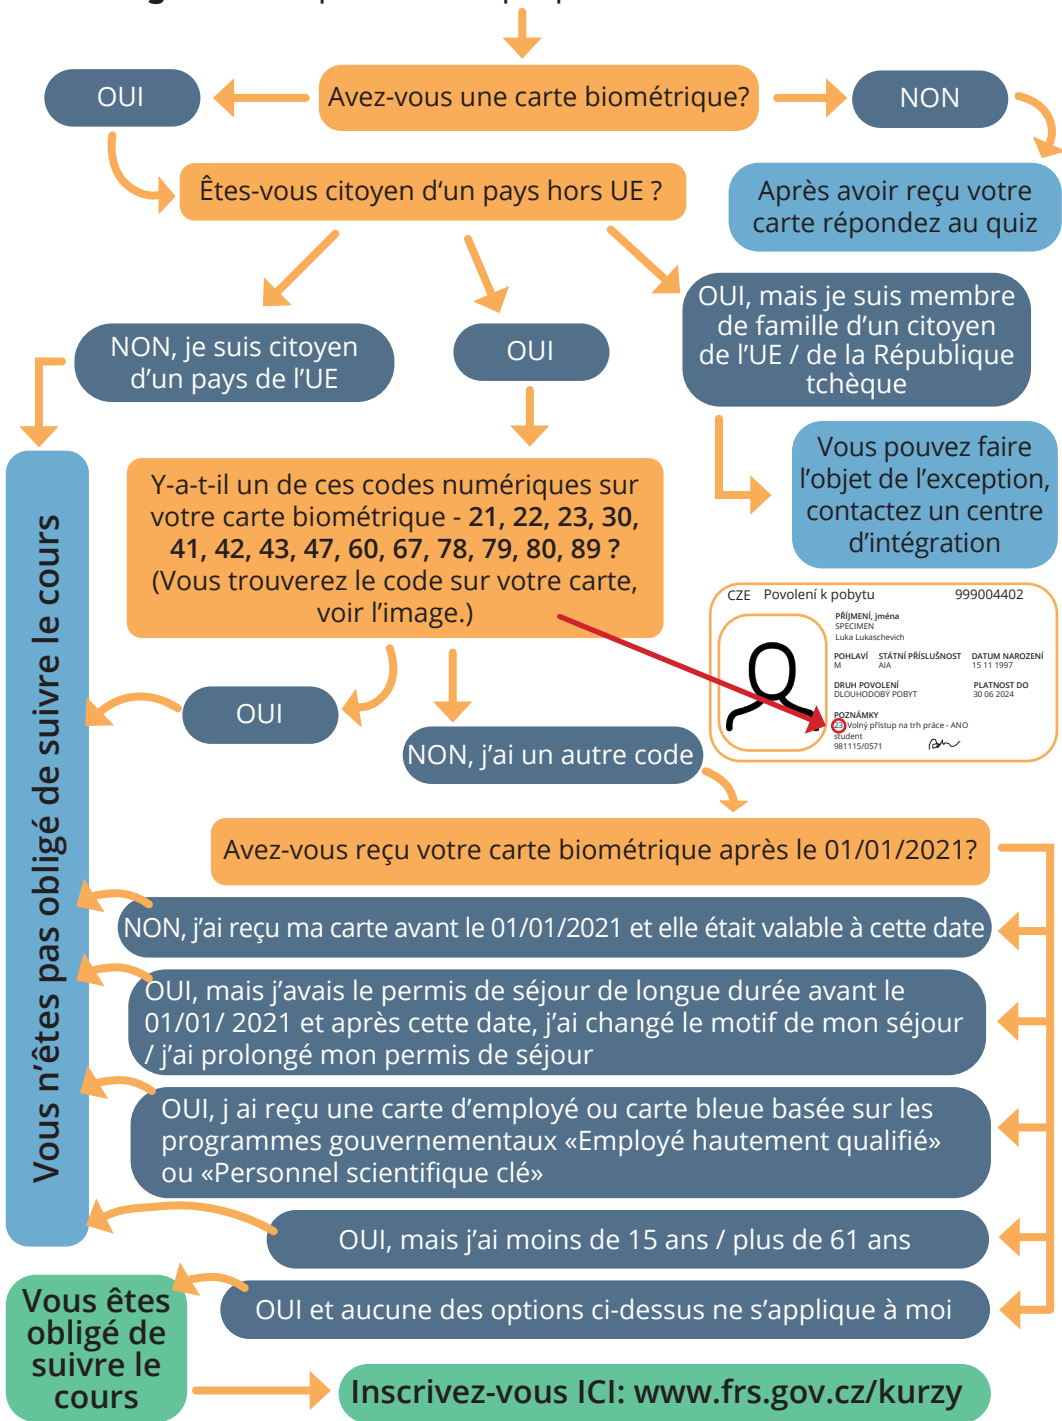 Avez-vous une carte biométrique?
OUI
NON
Êtes-vous citoyen d‘un pays hors UE ?
Après avoir reçu votre
carte répondez au quiz
NON, je suis citoyen
d’un pays de l’UE
OUI
OUI, mais je suis membre
de famille d’un citoyen
de l’UE / de la République
tchèque
Vous pouvez faire
l’objet de l’exception,
contactez un centre
d’intégration
Y-a-t-il un de ces codes numériques sur
votre carte biométrique - 21, 22, 23, 30,
41, 42, 43, 47, 60, 67, 78, 79, 80, 89 ?
(Vous trouverez le code sur votre carte,
voir l’image.)
CZE Povolení k pobytu 999004402
PŘÍJMENÍ, jména
SPECIMEN
Luka Lukaschevich
POHLAVÍ STÁTNÍ PŘÍSLUŠNOST DATUM NAROZENÍ
M AIA 15 11 1997
DRUH POVOLENÍ PLATNOST DO
DLOUHODOBÝ POBYT 30 06 2024
POZNÁMKY
23 Volný přístup na trh práce - ANO
student
981115/0571
OUI
NON, j’ai un autre code
Vous n’êtes pas obligé de suivre le cours
Avez-vous reçu votre carte biométrique après le 01/01/2021?
NON, j’ai reçu ma carte avant le 01/01/2021 et elle était valable à cette date
OUI, mais j’avais le permis de séjour de longue durée avant le
01/01/ 2021 et après cette date, j’ai changé le motif de mon séjour
/ j’ai prolongé mon permis de séjour
OUI, j ai reçu une carte d’employé ou carte bleue basée sur les
programmes gouvernementaux «Employé hautement qualifié»
ou «Personnel scientifique clé»
OUI, mais j’ai moins de 15 ans / plus de 61 ans
OUI et aucune des options ci-dessus ne s’applique à moi
Vous êtes
obligé de
suivre le
cours
Inscrivez-vous ICI: www.frs.gov.cz/kurzy